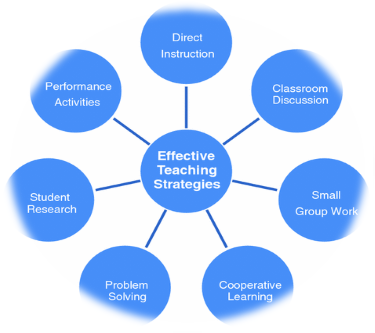 Direct
Instruction
Performance
Activities
Classroom
Discussion
Effective
Teaching
Strategies
Student
Research
Small
Group Work
Problem
Solving
Cooperative
Learning